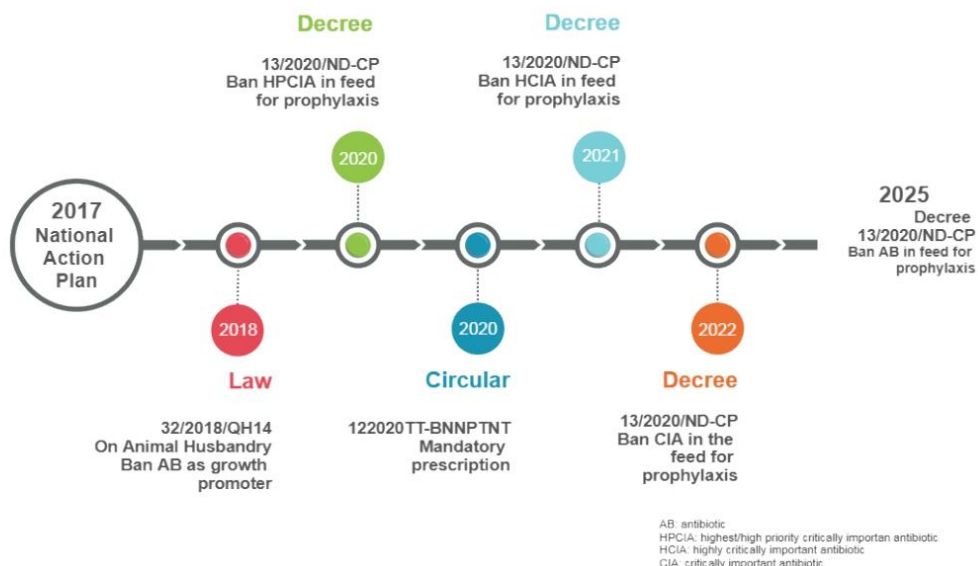 Decree
13/2020/ND-CP
Ban HPCIA in feed
for prophylaxis
2020
Decree
13/2020/ND-CP
Ban HCIA in feed
for prophylaxis
2021
2017
National
Action
Plan
2025
Decree
13/2020/ND-CP
Ban AB in feed for
prophylaxis
2018
Law
32/2018/QH14
On Animal Husbandry
Ban AB as growth
promoter
2020
Circular
122020TT-BNNPTNT
Mandatory
prescription
2022
Decree
13/2020/ND-CP
Ban CIA in the
feed for
prophylaxis
AB: antibiotic
HPCIA: highest/high priority critically importan antibiotic
HCIA: highly critically important antibiotic
CIA: critically important antibiotic